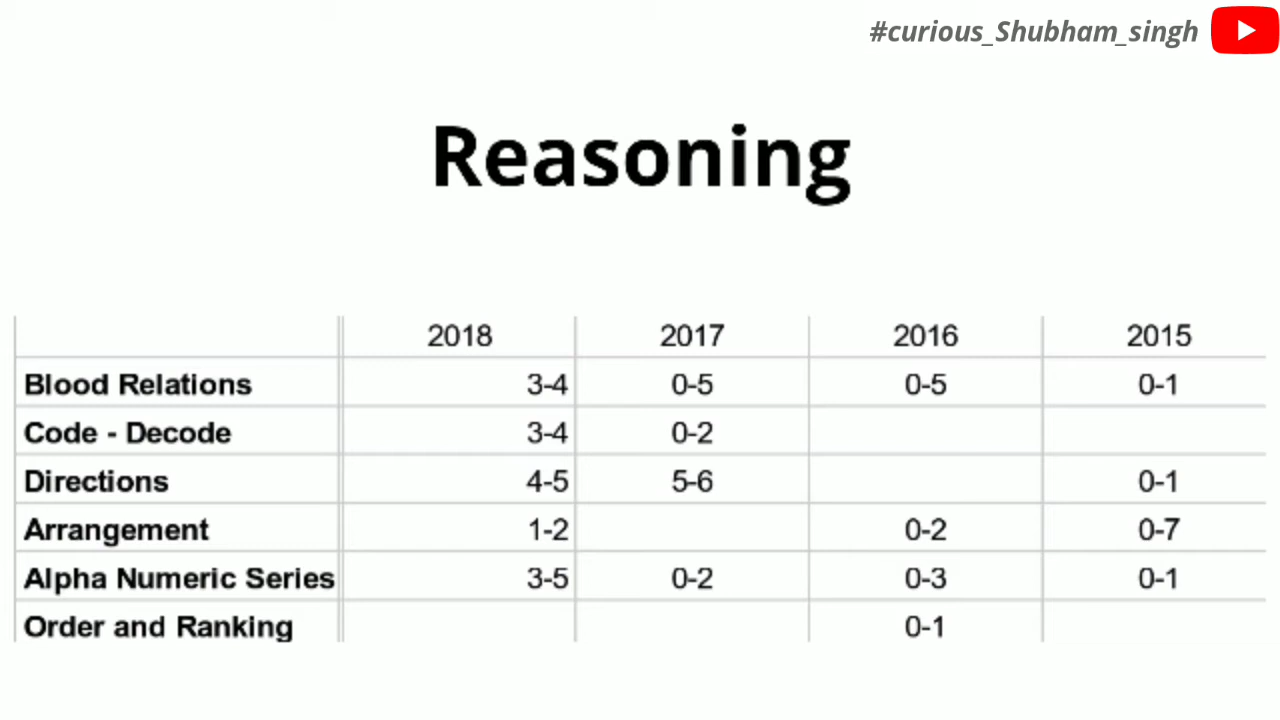 #curious_Shubham_singh
Reasoning
2018 2017 2016 2015
Blood Relations 3-4 0-5 0-5 0-1
Code - Decode 3-4 0-2
Directions 4-5 5-6 0-1
Arrangement 1-2 0-2 0-7
Alpha Numeric Series 3-5 0-2 0-3 0-1
Order and Ranking 0-1